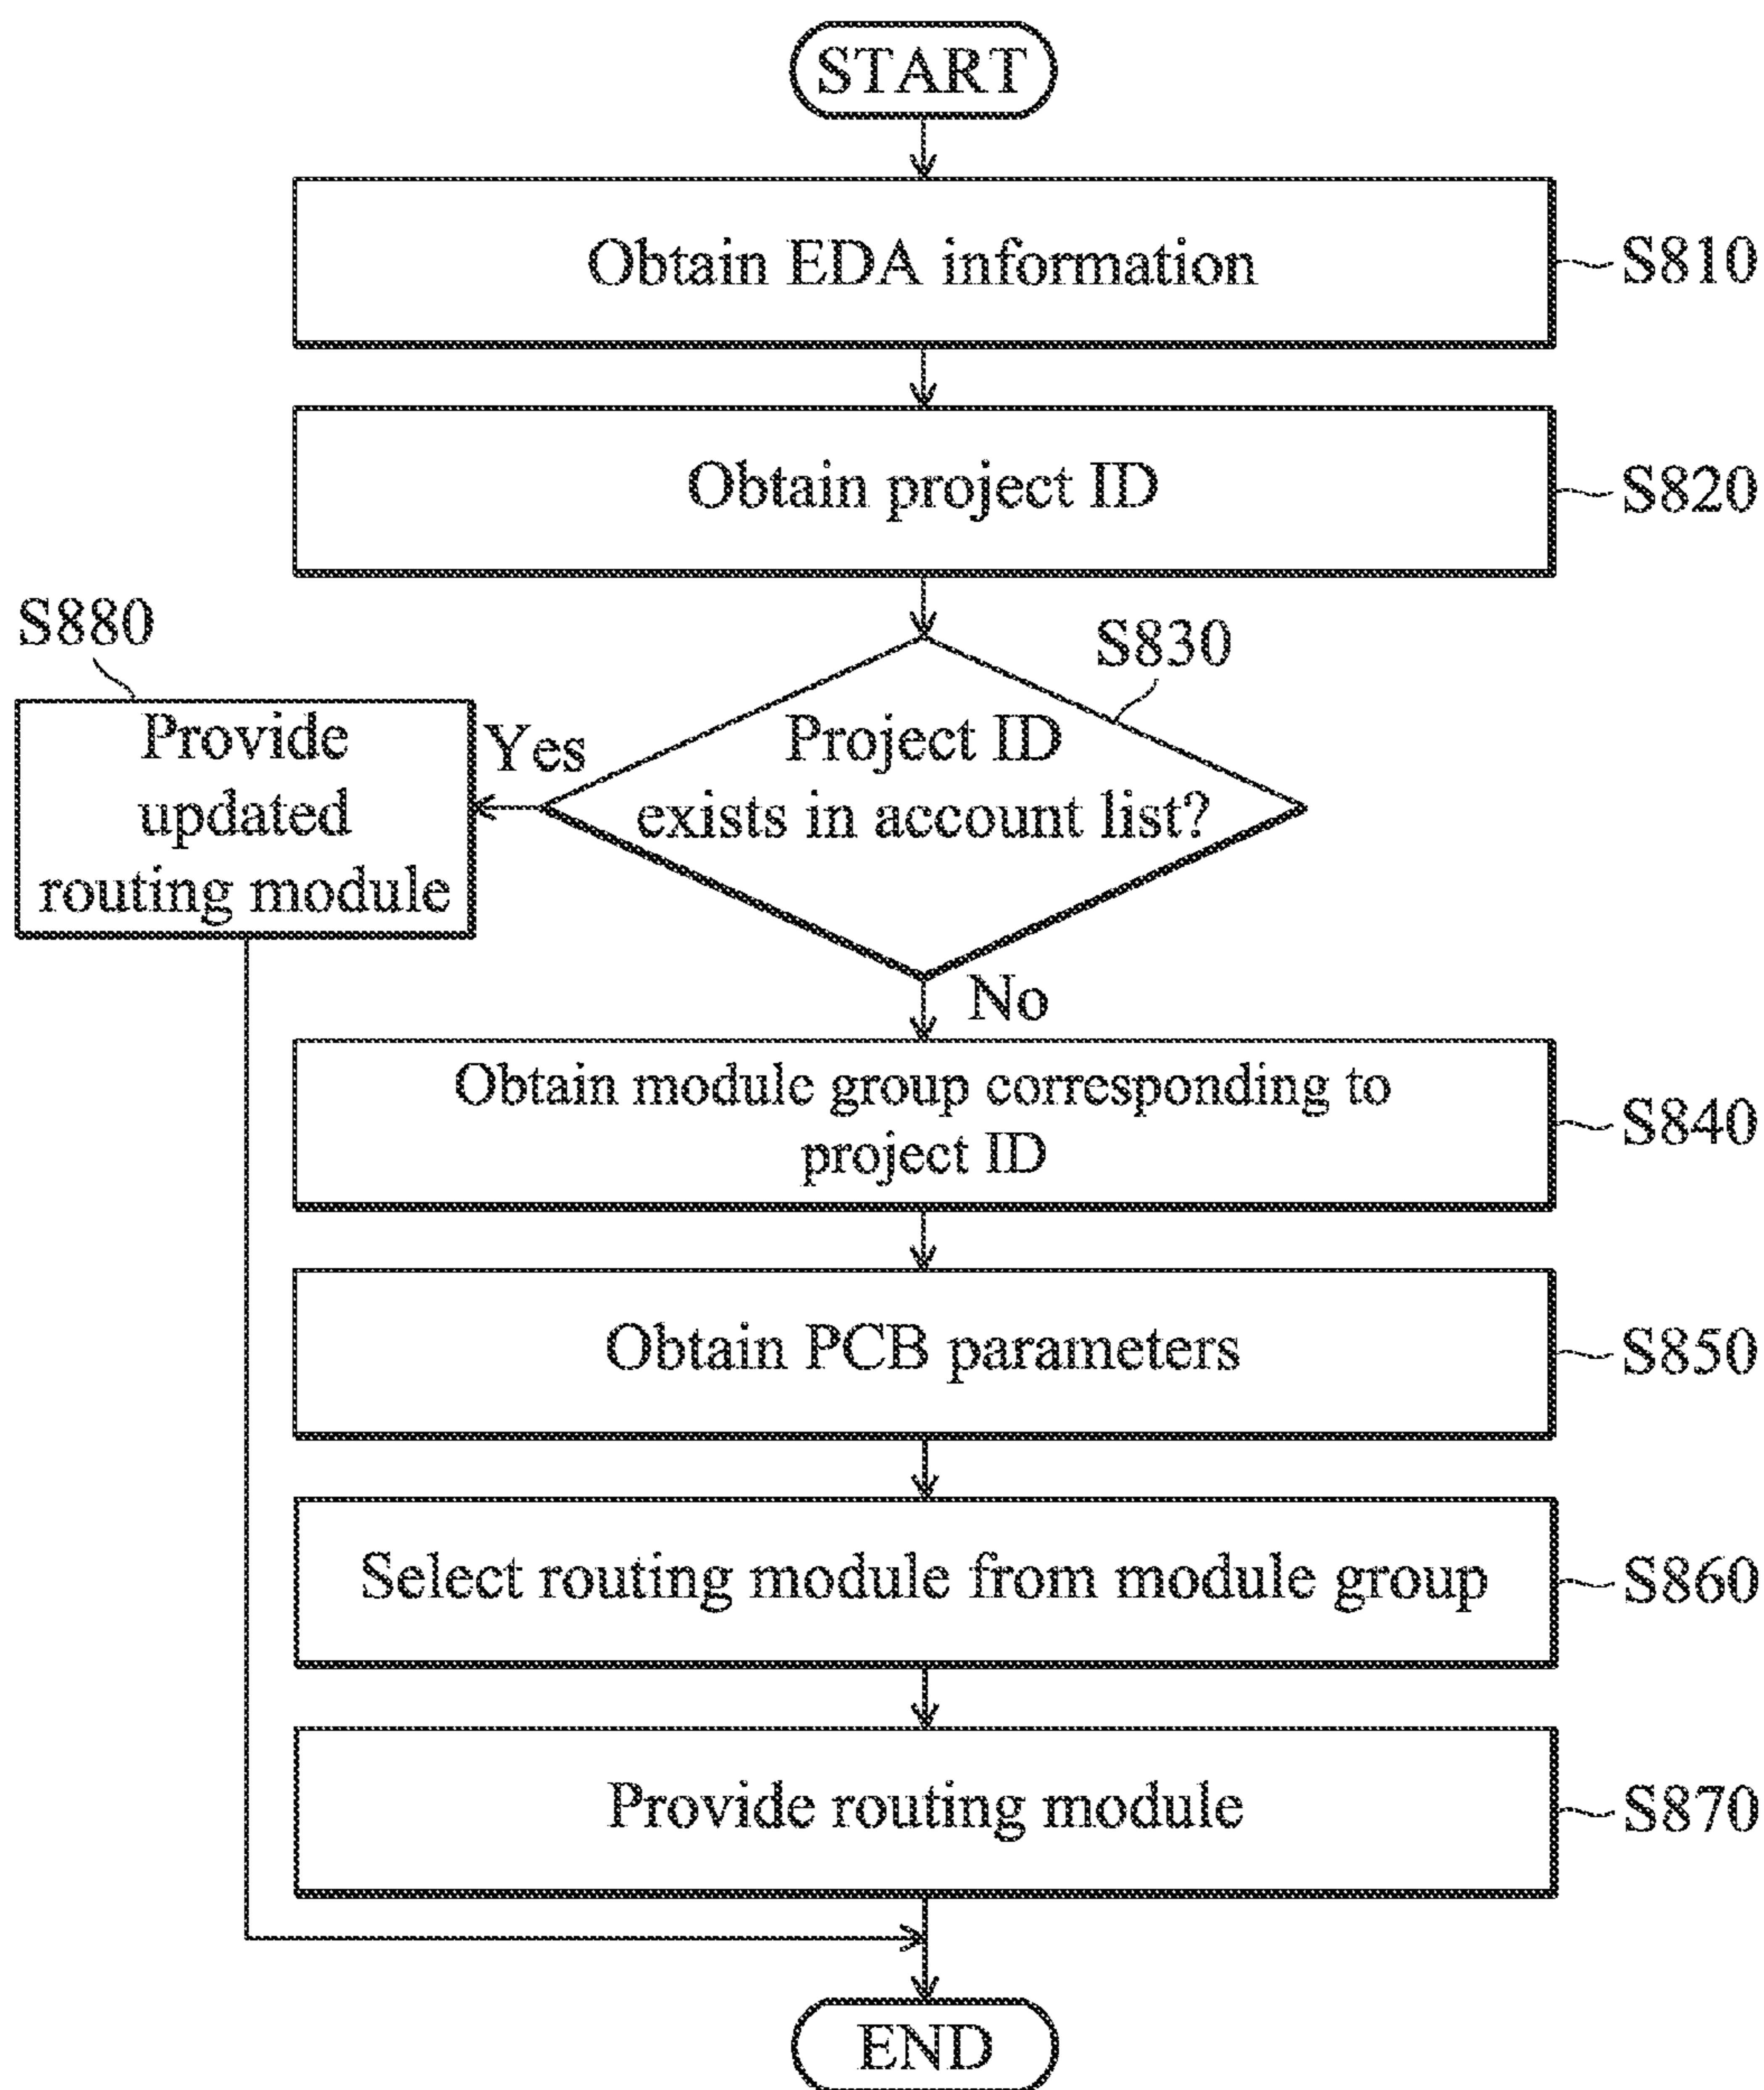 START
Obtain EDA information
S810
Obtain project ID
S820
S880
S830
Provide
updated
routing module
Yes
Project ID
exists in account list?
No
Obtain module group corresponding to
project ID
S840
Obtain PCB parameters
S850
Select routing module from module group
S860
Provide routing module
S870
END